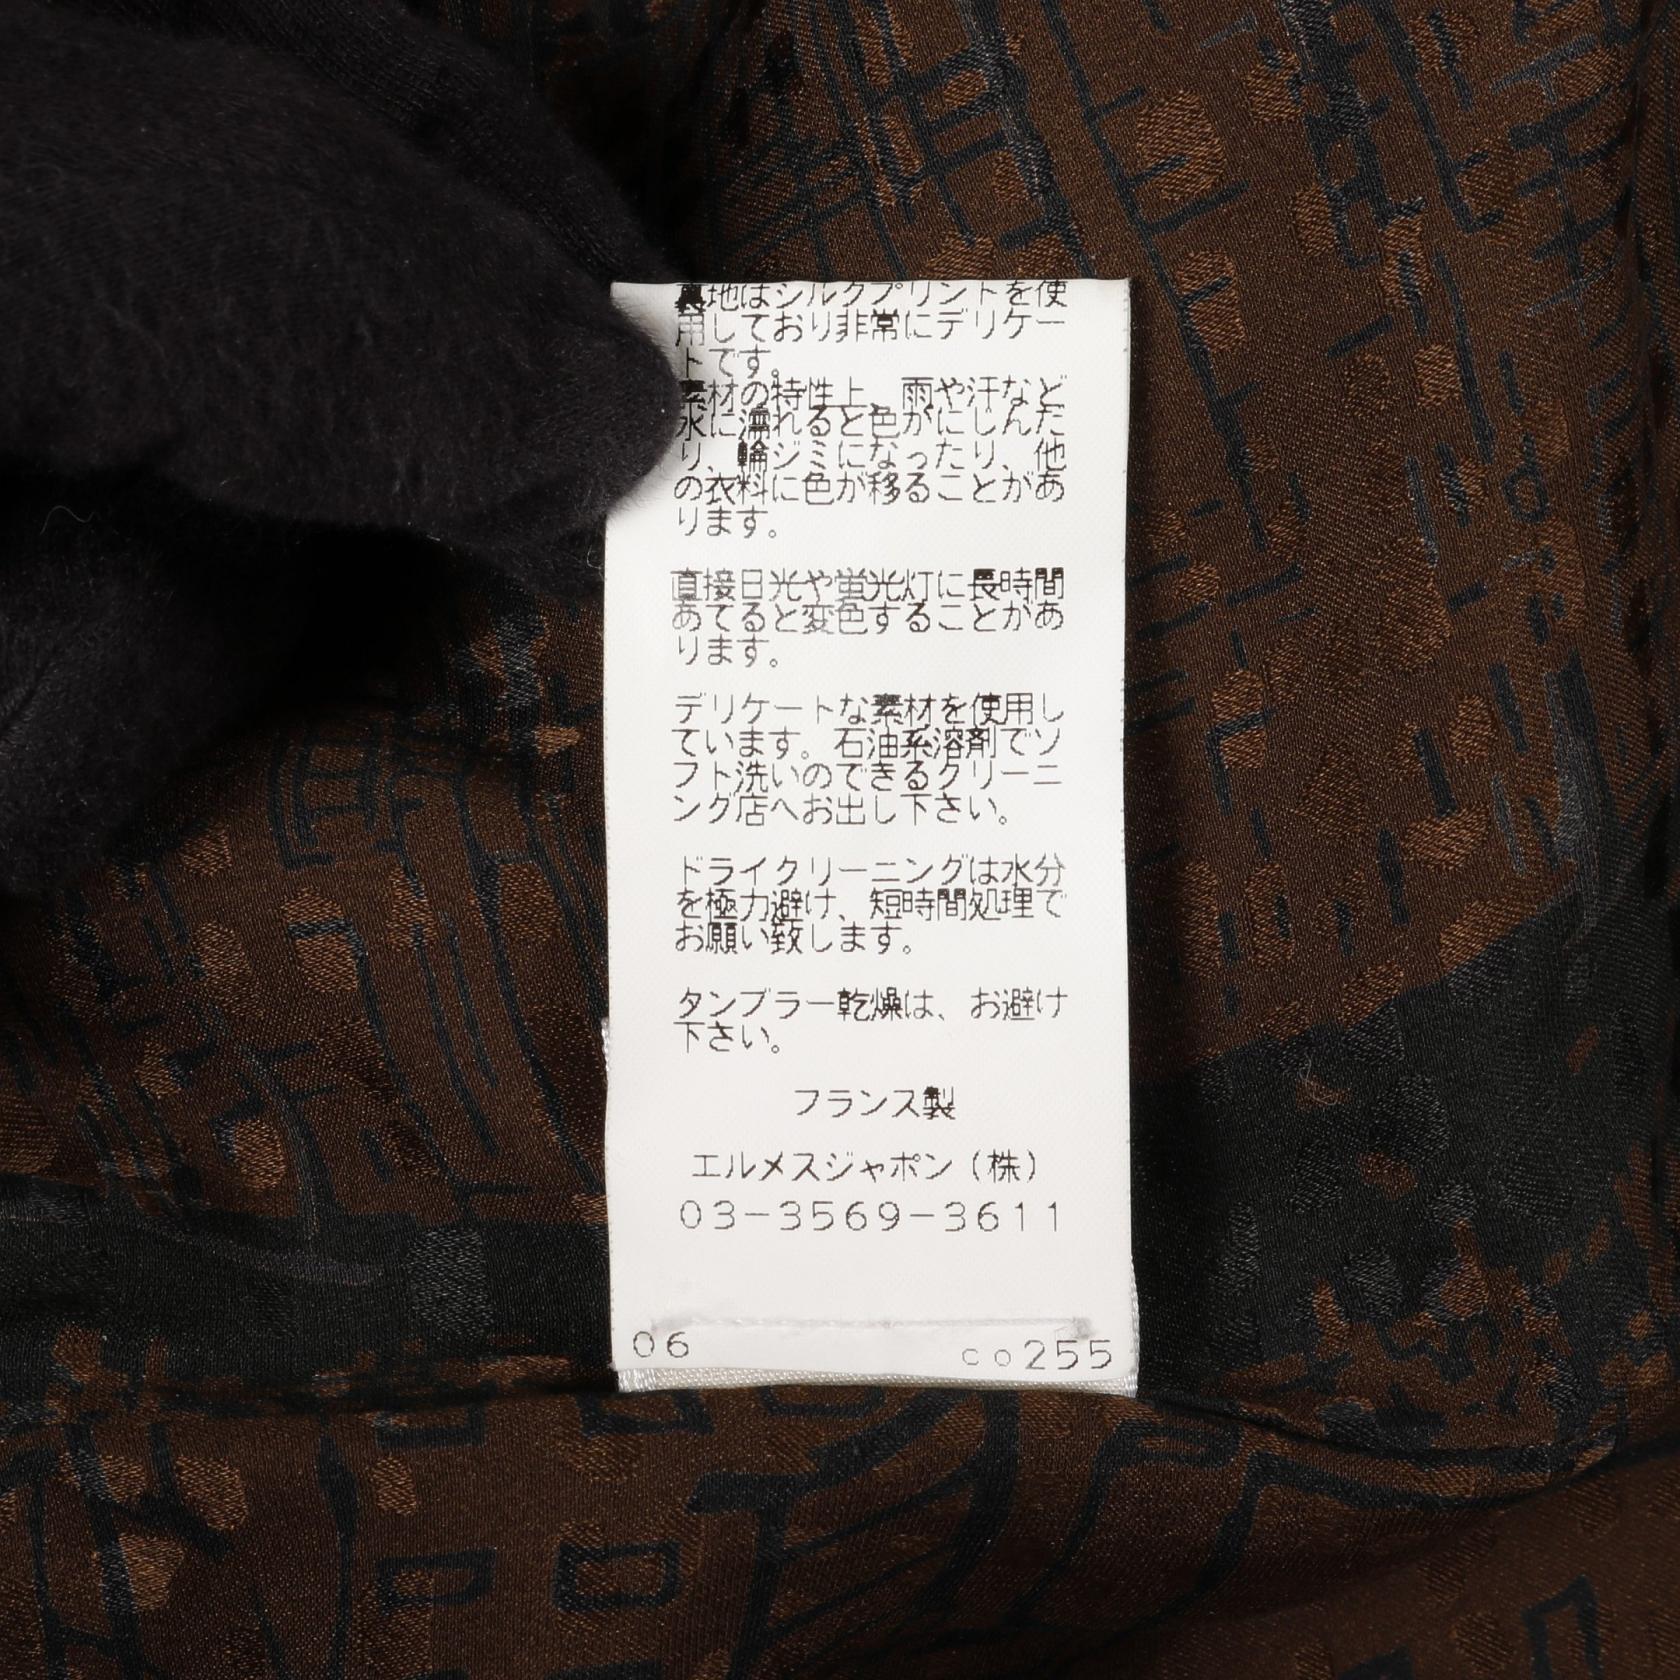 裏地はシルクプリントを使
用しており非常にデリケー
トです。
素材の特性上、雨や汗など
水に濡れると色がにじんだ
り、輪ジミになったり、他
の衣料に色が移ることがあ
ります。
直接日光や蛍光灯に長時間
あてると変色することがあ
ります。
デリケートな素材を使用し
ています。石油系溶剤でソ
フト洗いのできるクリーニ
ング店へお出し下さい。
ドライクリーニングは水分
を極力避け、短時間処理で
お願い致します。
タンブラー乾燥は、お避け
下さい。
フランス製
エルメスジャポン(株)
03-3569-3611
06 co255